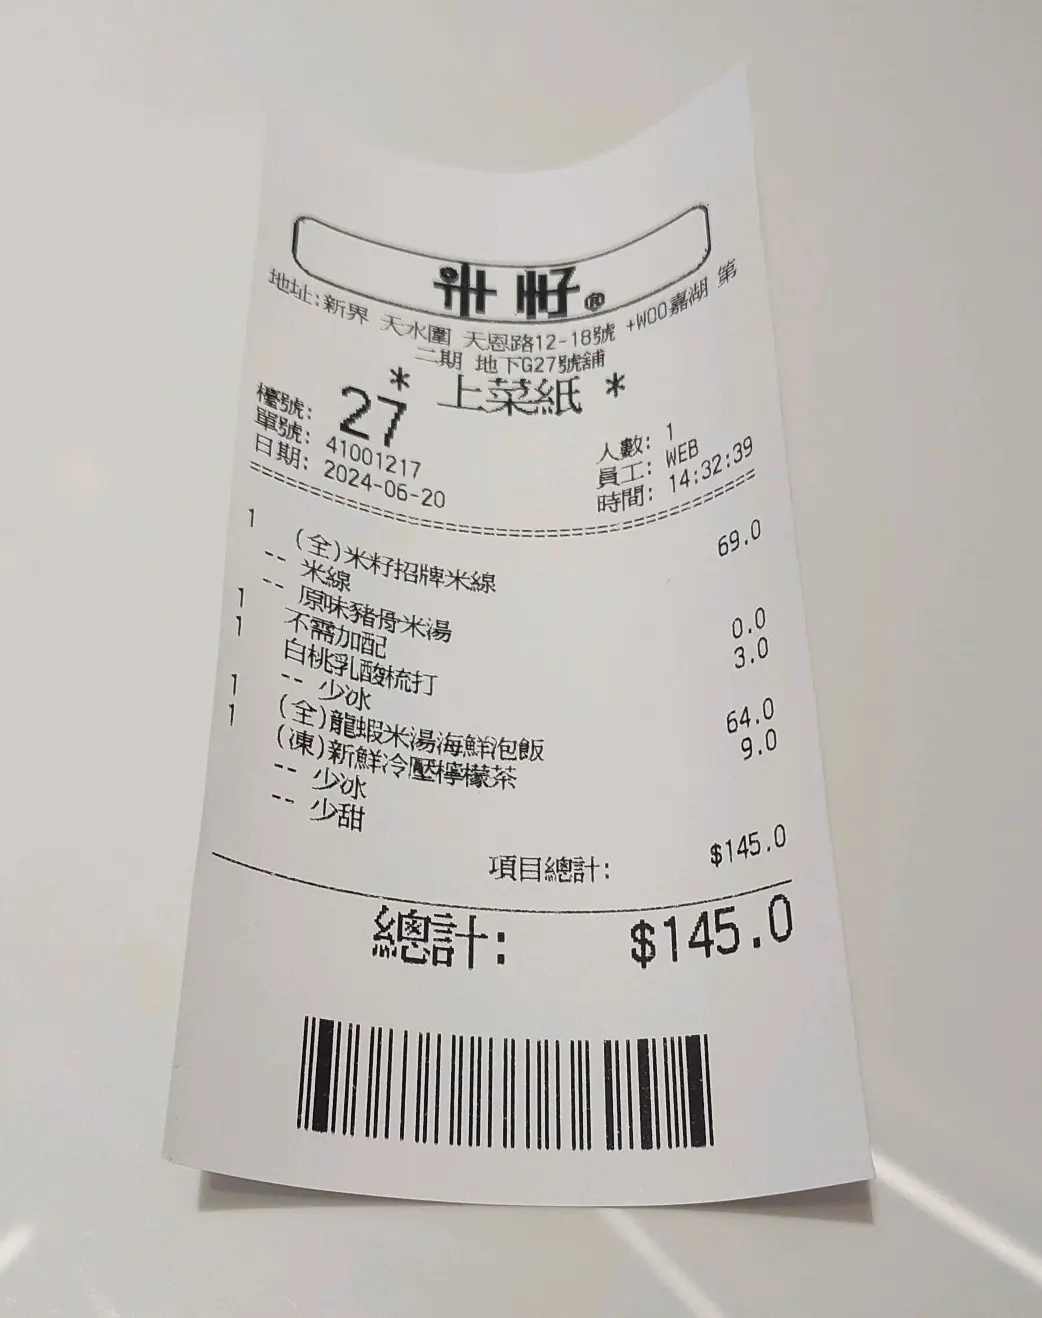 米籽®
地址:新界 天水圍 天恩路12-18號 +WOO嘉湖 第
二期 地下G27號舖
* 上菜紙 *
檯號: 27 人數: 1
單號: 41001217 員工: WEB
日期: 2024-06-20 時間: 14:32:39
================================================
1 (全)米籽招牌米線 69.0
-- 米線
-- 原味豬骨米湯
1 不需加配 0.0
1 白桃乳酸梳打 3.0
-- 少冰
1 (全)龍蝦米湯海鮮泡飯 64.0
1 (凍)新鮮冷壓檸檬茶 9.0
-- 少冰
-- 少甜
項目總計: $145.0
總計: $145.0